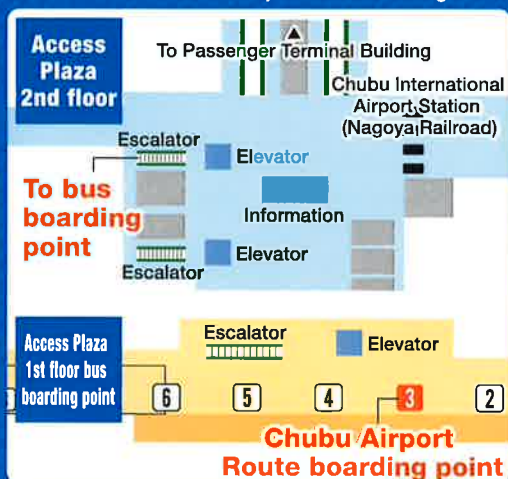 Access
Plaza
2nd floor
To Passenger Terminal Building
Chubu International
Airport Station
(Nagoya Railroad)
Escalator
Elevator
To bus
boarding
point
Information
Elevator
Escalator
Access Plaza
1st floor bus
boarding point
Escalator
Elevator
6
5
4
3
2
Chubu Airport
Route boarding point